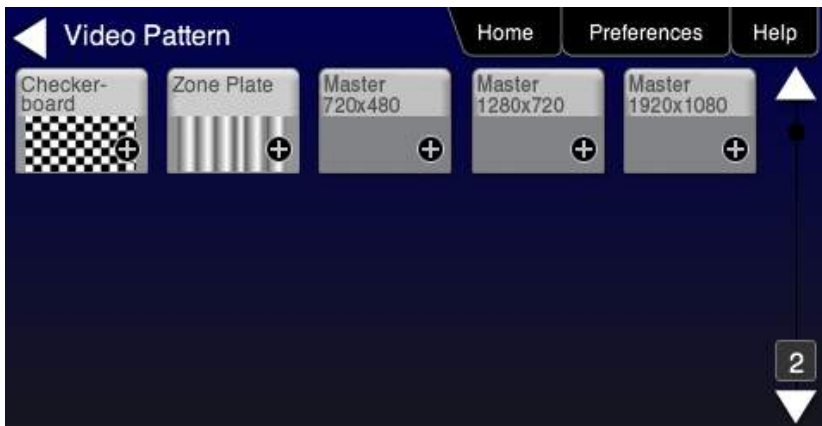 Video Pattern
Home
Preferences
Help
Checker-
board
Zone Plate
Master
720x480
Master
1280x720
Master
1920x1080
2